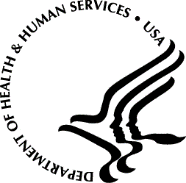 DEPARTMENT OF HEALTH & HUMAN SERVICES • USA